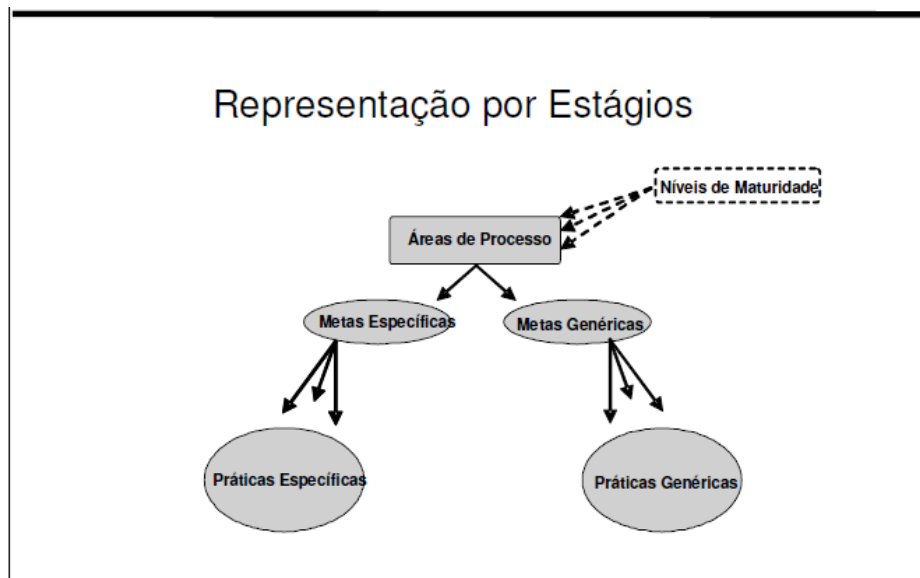 Representação por Estágios
Níveis de Maturidade
Áreas de Processo
Metas Específicas
Metas Genéricas
Práticas Específicas
Práticas Genéricas